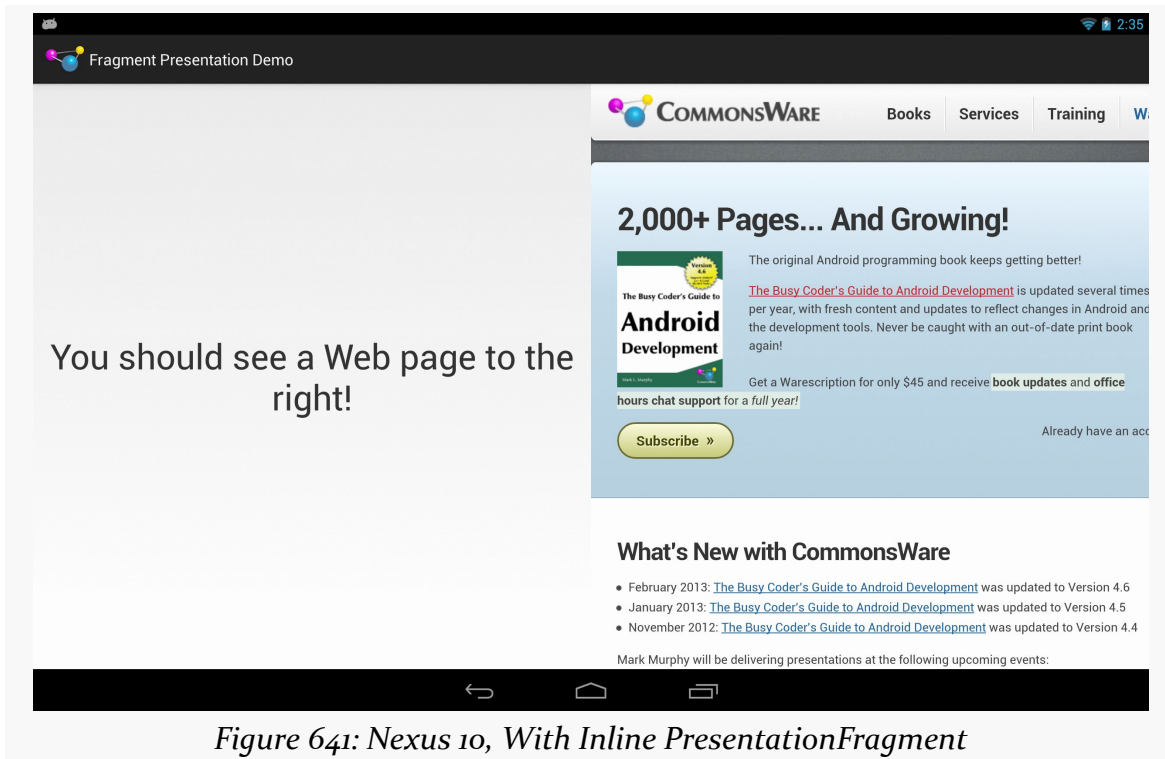 2:35
Fragment Presentation Demo
You should see a Web page to the
right!
COMMONSWARE
Books
Services
Training
2,000+ Pages... And Growing!
Version
4.6
The Busy Coder's Guide to
Android
Development
Mark L. Murphy
The original Android programming book keeps getting better!
The Busy Coder's Guide to Android Development is updated several times
per year, with fresh content and updates to reflect changes in Android and
the development tools. Never be caught with an out-of-date print book
again!
Get a Warescription for only $45 and receive book updates and office
hours chat support for a full year!
Subscribe »
Already have an acc
What's New with CommonsWare
• February 2013: The Busy Coder's Guide to Android Development was updated to Version 4.6
• January 2013: The Busy Coder's Guide to Android Development was updated to Version 4.5
• November 2012: The Busy Coder's Guide to Android Development was updated to Version 4.4
Mark Murphy will be delivering presentations at the following upcoming events:
Figure 641: Nexus 10, With Inline PresentationFragment